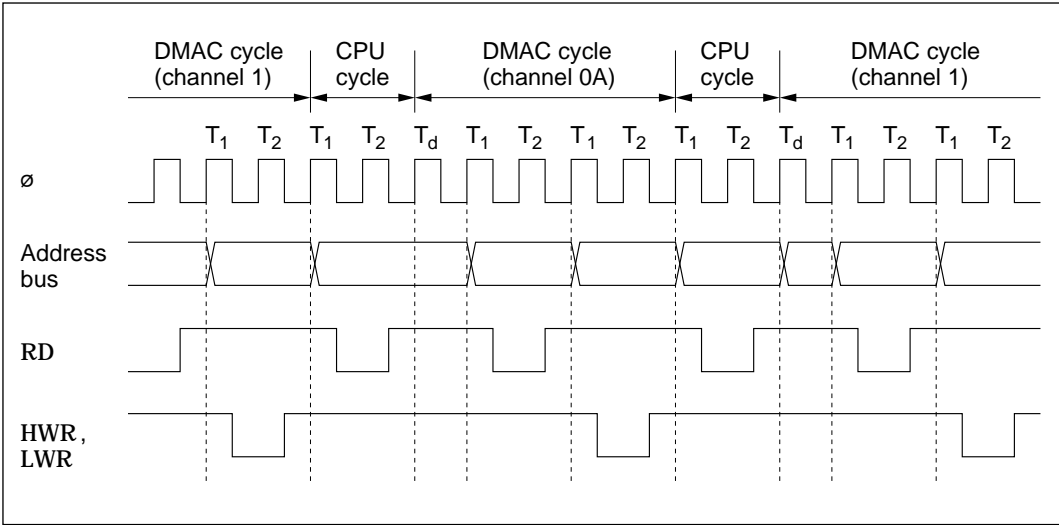 DMAC cycle (channel 1)
CPU cycle
DMAC cycle (channel 0A)
CPU cycle
DMAC cycle (channel 1)
T1 T2 T1 T2 Td T1 T2 T1 T2 T1 T2 Td T1 T2 T1 T2
ø
Address bus
RD
HWR, LWR